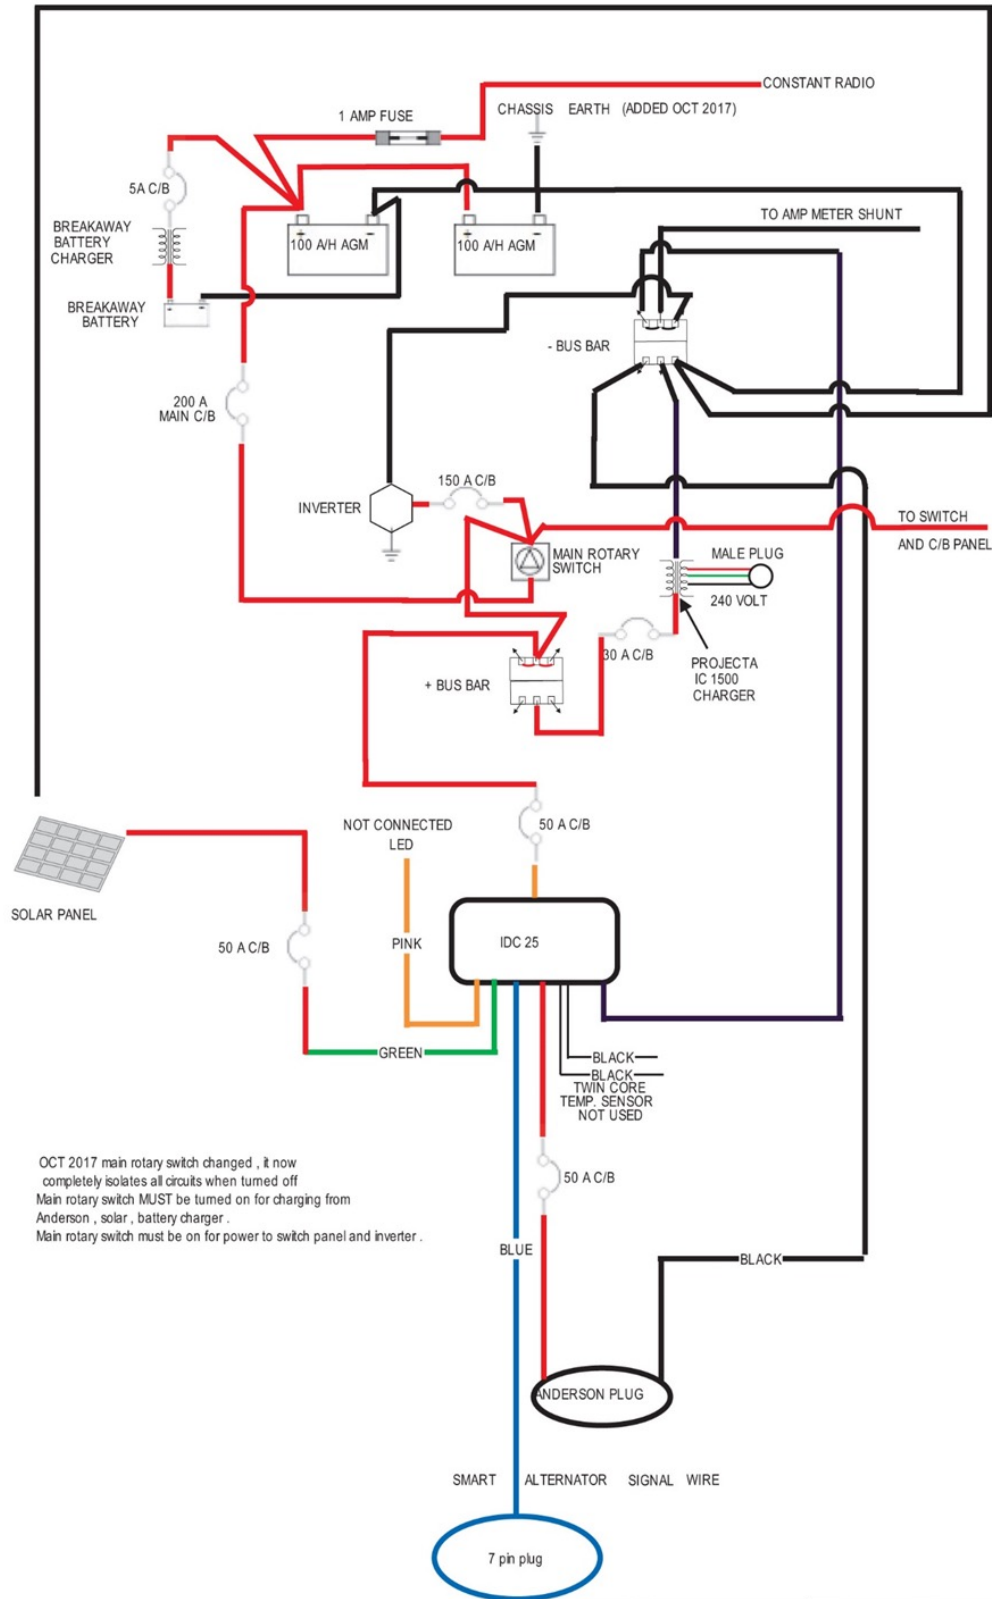 CONSTANT RADIO
CHASSIS EARTH (ADDED OCT 2017)
1 AMP FUSE
5A C/B
TO AMP METER SHUNT
BREAKAWAY
BATTERY
CHARGER
100 A/H AGM
100 A/H AGM
BREAKAWAY
BATTERY
- BUS BAR
200 A
MAIN C/B
150 A C/B
INVERTER
TO SWITCH
AND C/B PANEL
MAIN ROTARY
SWITCH
MALE PLUG
240 VOLT
30 A C/B
PROJECTA
IC 1500
CHARGER
+ BUS BAR
NOT CONNECTED
LED
50 A C/B
SOLAR PANEL
50 A C/B
PINK
IDC 25
GREEN
BLACK
BLACK
TWIN CORE
TEMP. SENSOR
NOT USED
OCT 2017 main rotary switch changed , it now
completely isolates all circuits when turned off
Main rotary switch MUST be turned on for charging from
Anderson , solar , battery charger .
Main rotary switch must be on for power to switch panel and inverter .
50 A C/B
BLUE
BLACK
ANDERSON PLUG
SMART ALTERNATOR SIGNAL WIRE
7 pin plug